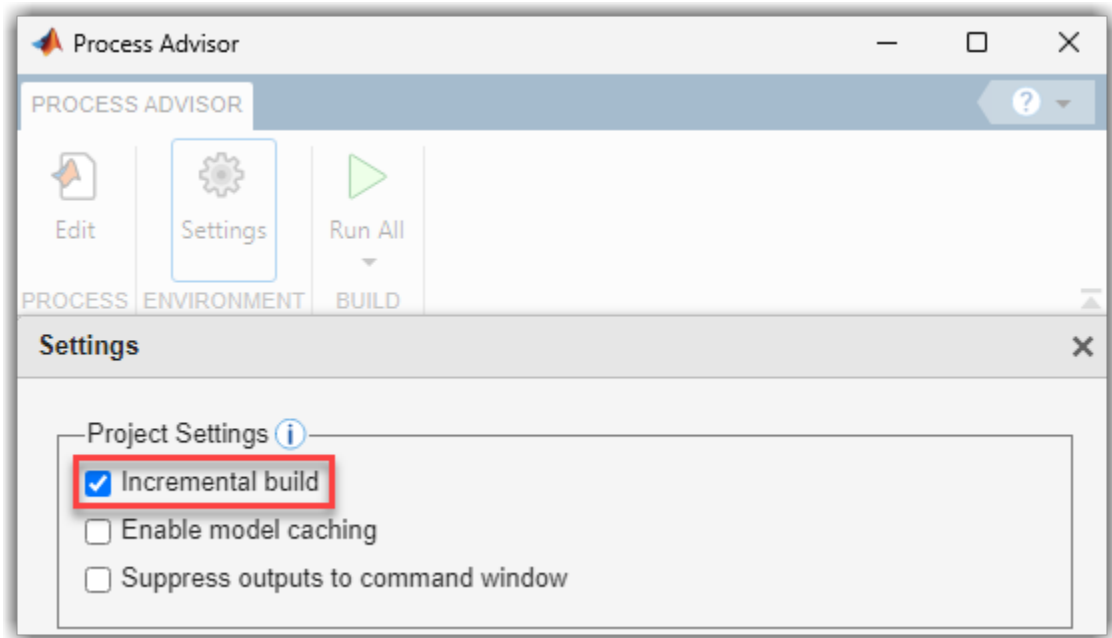 Process Advisor
PROCESS ADVISOR
?
Edit Settings Run All
PROCESS ENVIRONMENT BUILD
Settings
Project Settings i
Incremental build
Enable model caching
Suppress outputs to command window